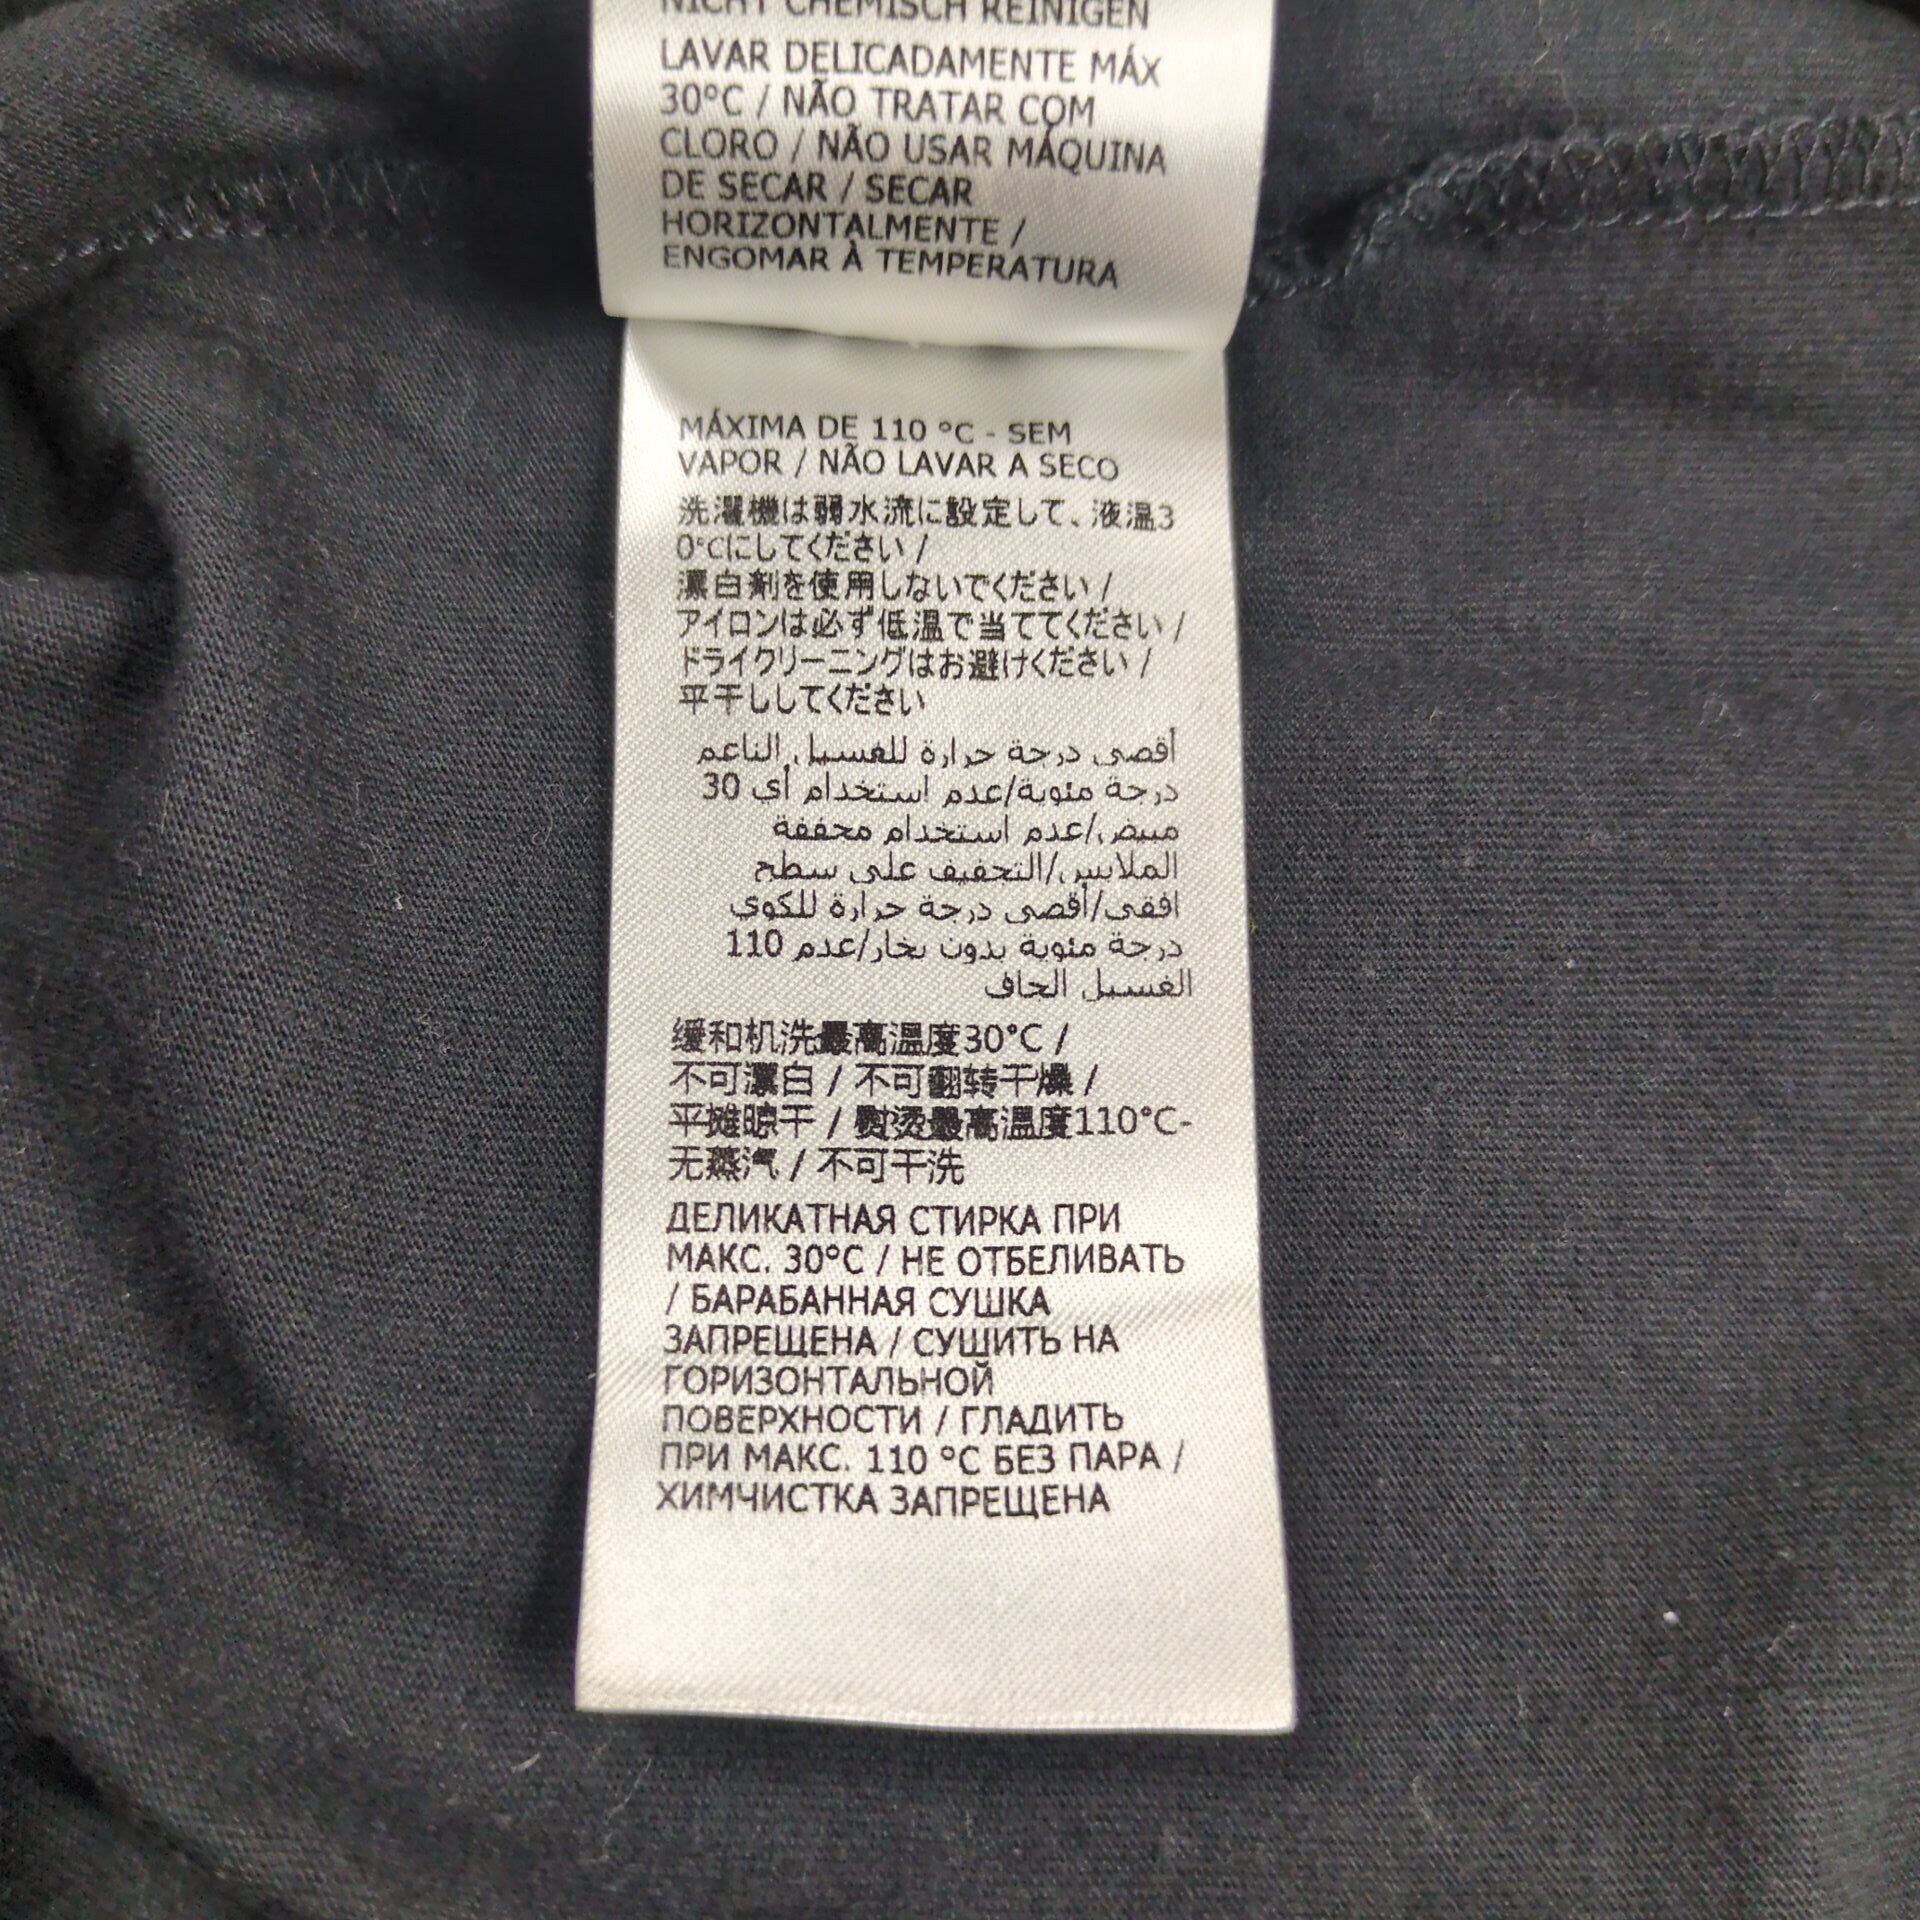 NICHT CHEMISCH REINIGEN
LAVAR DELICADAMENTE MÁX
30°C / NÃO TRATAR COM
CLORO / NÃO USAR MÁQUINA
DE SECAR / SECAR
HORIZONTALMENTE /
ENGOMAR À TEMPERATURA
MÁXIMA DE 110 °C - SEM
VAPOR / NÃO LAVAR A SECO
洗濯機は弱水流に設定して、液温3
0°Cにしてください /
漂白剤を使用しないでください /
アイロンは必ず低温で当ててください /
ドライクリーニングはお避けください /
平干ししてください
أقصى درجة حرارة للغسيل الناعم
درجة مئوية/عدم استخدام أي 30
مبيض/عدم استخدام مجففة
الملابس/التجفيف على سطح
افقى/أقصى درجة حرارة للكوي
درجة مئوية بدون بخار/عدم 110
الغسيل الجاف
缓和机洗最高温度30°C /
不可漂白 / 不可翻转干燥 /
平摊晾干 / 熨烫最高温度110°C-
无蒸汽 / 不可干洗
ДЕЛИКАТНАЯ СТИРКА ПРИ
МАКС. 30°C / НЕ ОТБЕЛИВАТЬ
/ БАРАБАННАЯ СУШКА
ЗАПРЕЩЕНА / СУШИТЬ НА
ГОРИЗОНТАЛЬНОЙ
ПОВЕРХНОСТИ / ГЛАДИТЬ
ПРИ МАКС. 110 °C БЕЗ ПАРА /
ХИМЧИСТКА ЗАПРЕЩЕНА